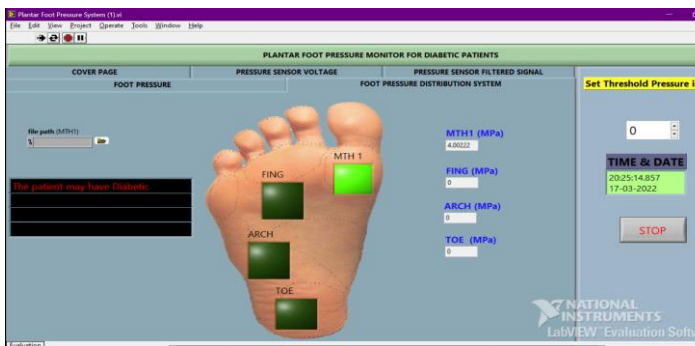 Plantar Foot Pressure System (1).vi
File Edit View Project Operate Tools Window Help
PLANTAR FOOT PRESSURE MONITOR FOR DIABETIC PATIENTS
COVER PAGE PRESSURE SENSOR VOLTAGE PRESSURE SENSOR FILTERED SIGNAL
FOOT PRESSURE FOOT PRESSURE DISTRIBUTION SYSTEM
Set Threshold Pressure i
file path (MTH1)
The patient may have Diabetic
MTH 1
FING
ARCH
TOE
MTH1 (MPa)
4.00222
FING (MPa)
0
ARCH (MPa)
0
TOE (MPa)
0
0
TIME & DATE
20:25:14.857
17-03-2022
STOP
NATIONAL
INSTRUMENTS
LabVIEW Evaluation Soft